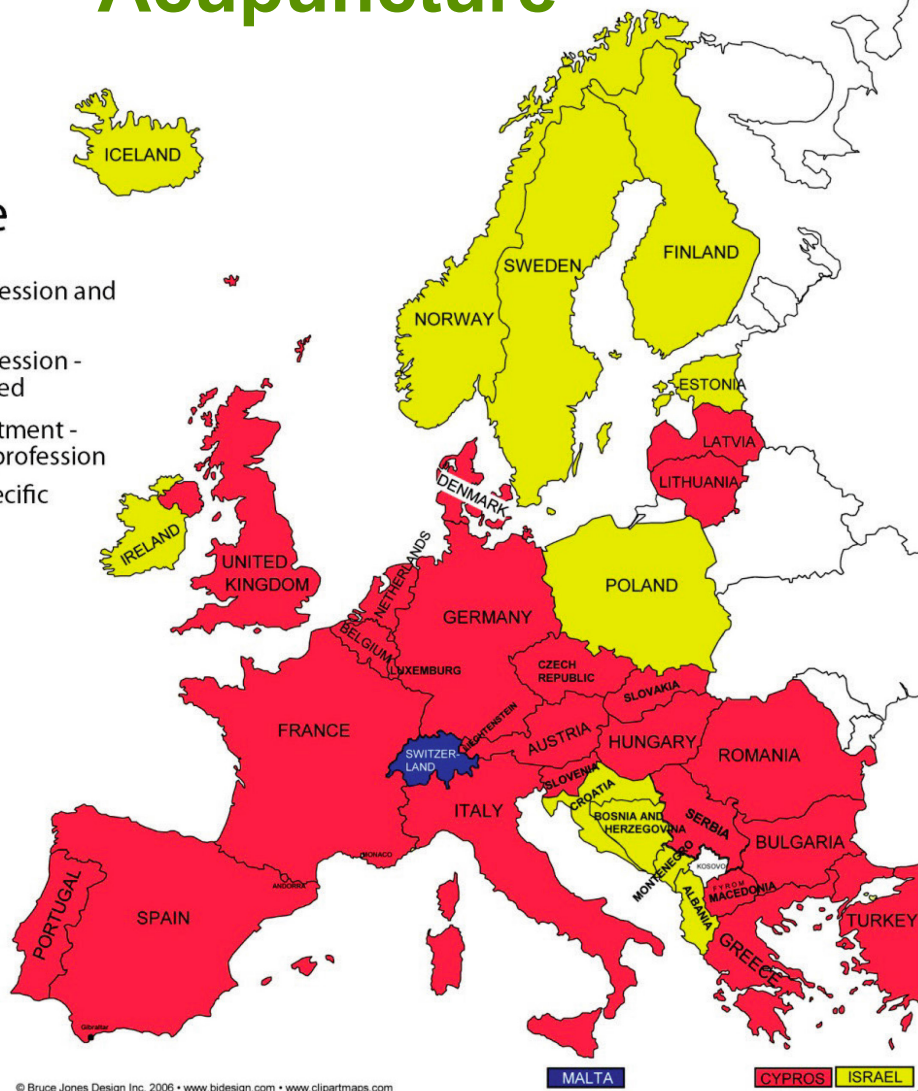 Acupuncture
ICELAND
e
ession and
ession -
ed
tment -
profession
ecific
FINLAND
SWEDEN
NORWAY
ESTONIA
LATVIA
LITHUANIA
DENMARK
IRELAND
UNITED
KINGDOM
NETHERLANDS
POLAND
GERMANY
BELGIUM
LUXEMBURG
CZECH
REPUBLIC
SLOVAKIA
LIECHTENSTEIN
FRANCE
AUSTRIA
HUNGARY
ROMANIA
SWITZER-
LAND
SLOVENIA
CROATIA
ITALY
BOSNIA AND
HERZEGOVINA
SERBIA
BULGARIA
MONACO
MONTENEGRO
KOSOVO
ANDORRA
FYROM
MACEDONIA
ALBANIA
PORTUGAL
SPAIN
GREECE
TURKEY
Gibraltar
MALTA
CYPROS
ISRAEL
© Bruce Jones Design Inc. 2006 • www.bjdesign.com • www.clipartmaps.com